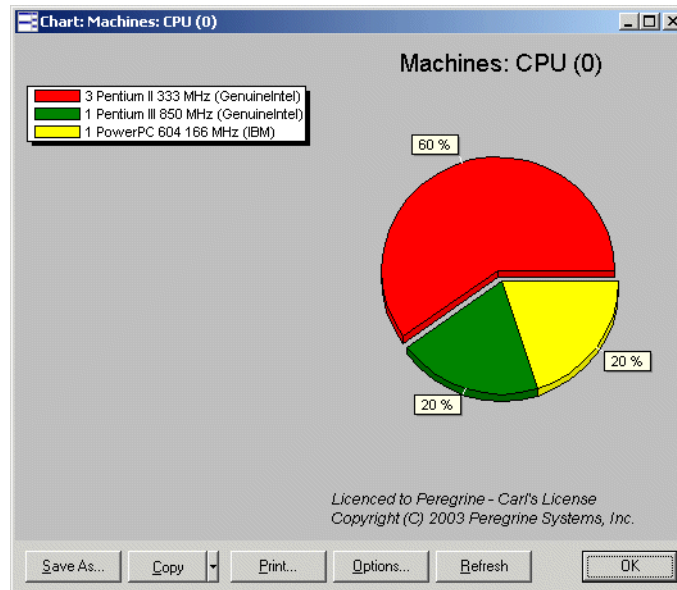 Chart: Machines: CPU (0)
Machines: CPU (0)
3 Pentium II 333 MHz (GenuineIntel)
1 Pentium III 850 MHz (GenuineIntel)
1 PowerPC 604 166 MHz (IBM)
60 %
20 %
20 %
Licenced to Peregrine - Carl's License
Copyright (C) 2003 Peregrine Systems, Inc.
Save As... Copy Print... Options... Refresh OK